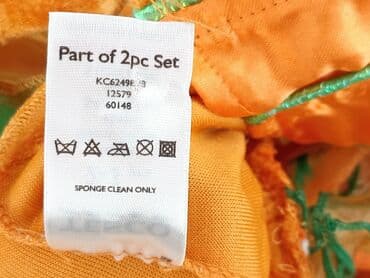 Part of 2pc Set
12579
60148
SPONGE CLEAN ONLY